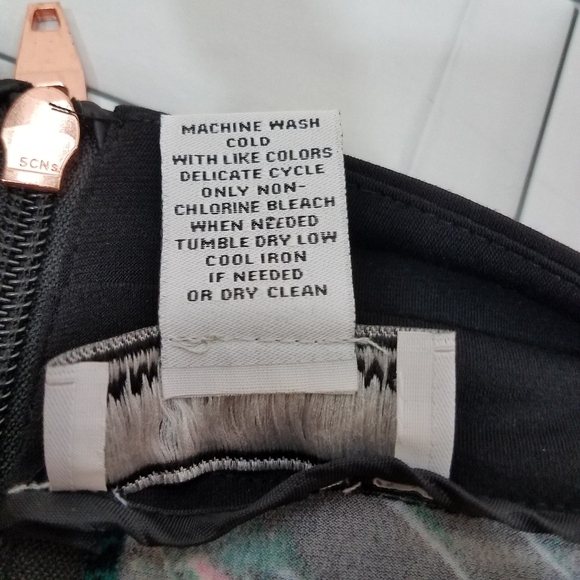 SCNs
MACHINE WASH
COLD
WITH LIKE COLORS
DELICATE CYCLE
ONLY NON-
CHLORINE BLEACH
WHEN NEEDED
TUMBLE DRY LOW
COOL IRON
IF NEEDED
OR DRY CLEAN